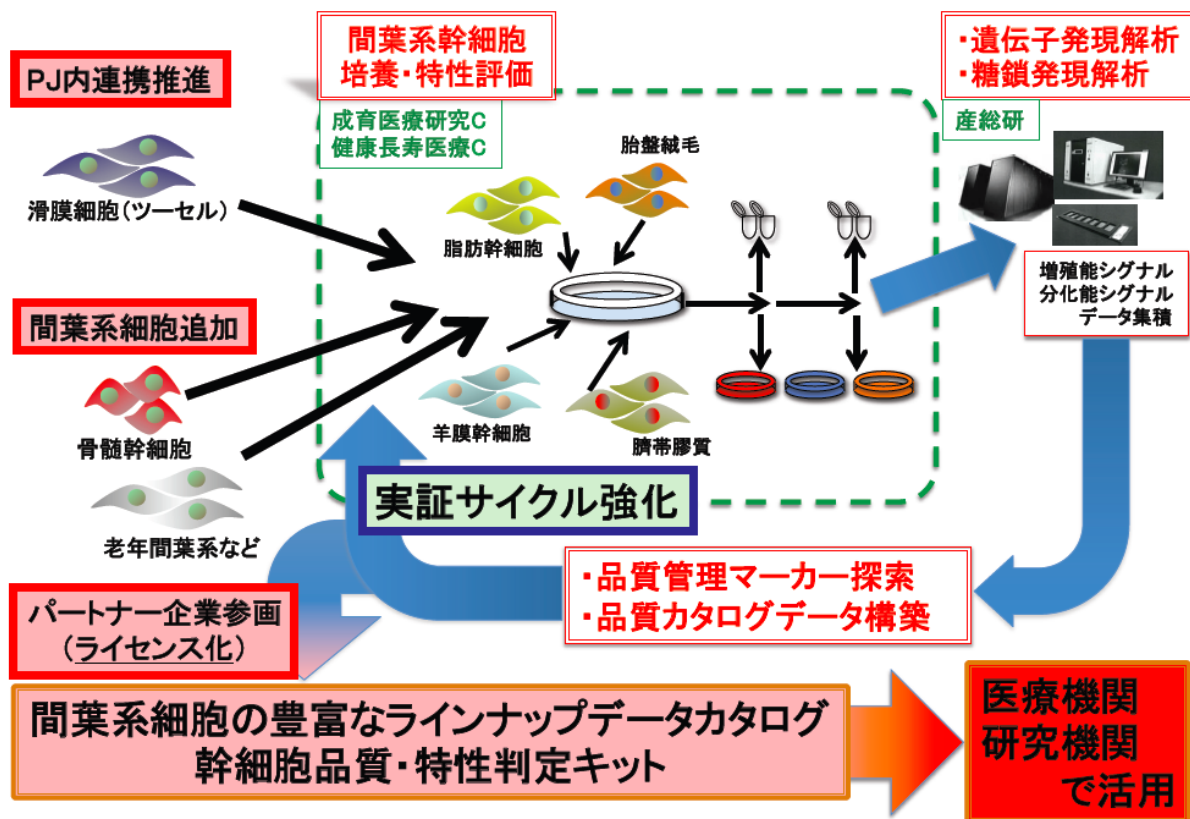 PJ内連携推進
滑膜細胞(ツーセル)
間葉系細胞追加
骨髄幹細胞
老年間葉系など
パートナー企業参画
(ライセンス化)
間葉系幹細胞
培養・特性評価
成育医療研究C
健康長寿医療C
胎盤絨毛
脂肪幹細胞
羊膜幹細胞
臍帯膠質
実証サイクル強化
・遺伝子発現解析
・糖鎖発現解析
産総研
増殖能シグナル
分化能シグナル
データ集積
・品質管理マーカー探索
・品質カタログデータ構築
間葉系細胞の豊富なラインナップデータカタログ
幹細胞品質・特性判定キット
医療機関
研究機関
で活用